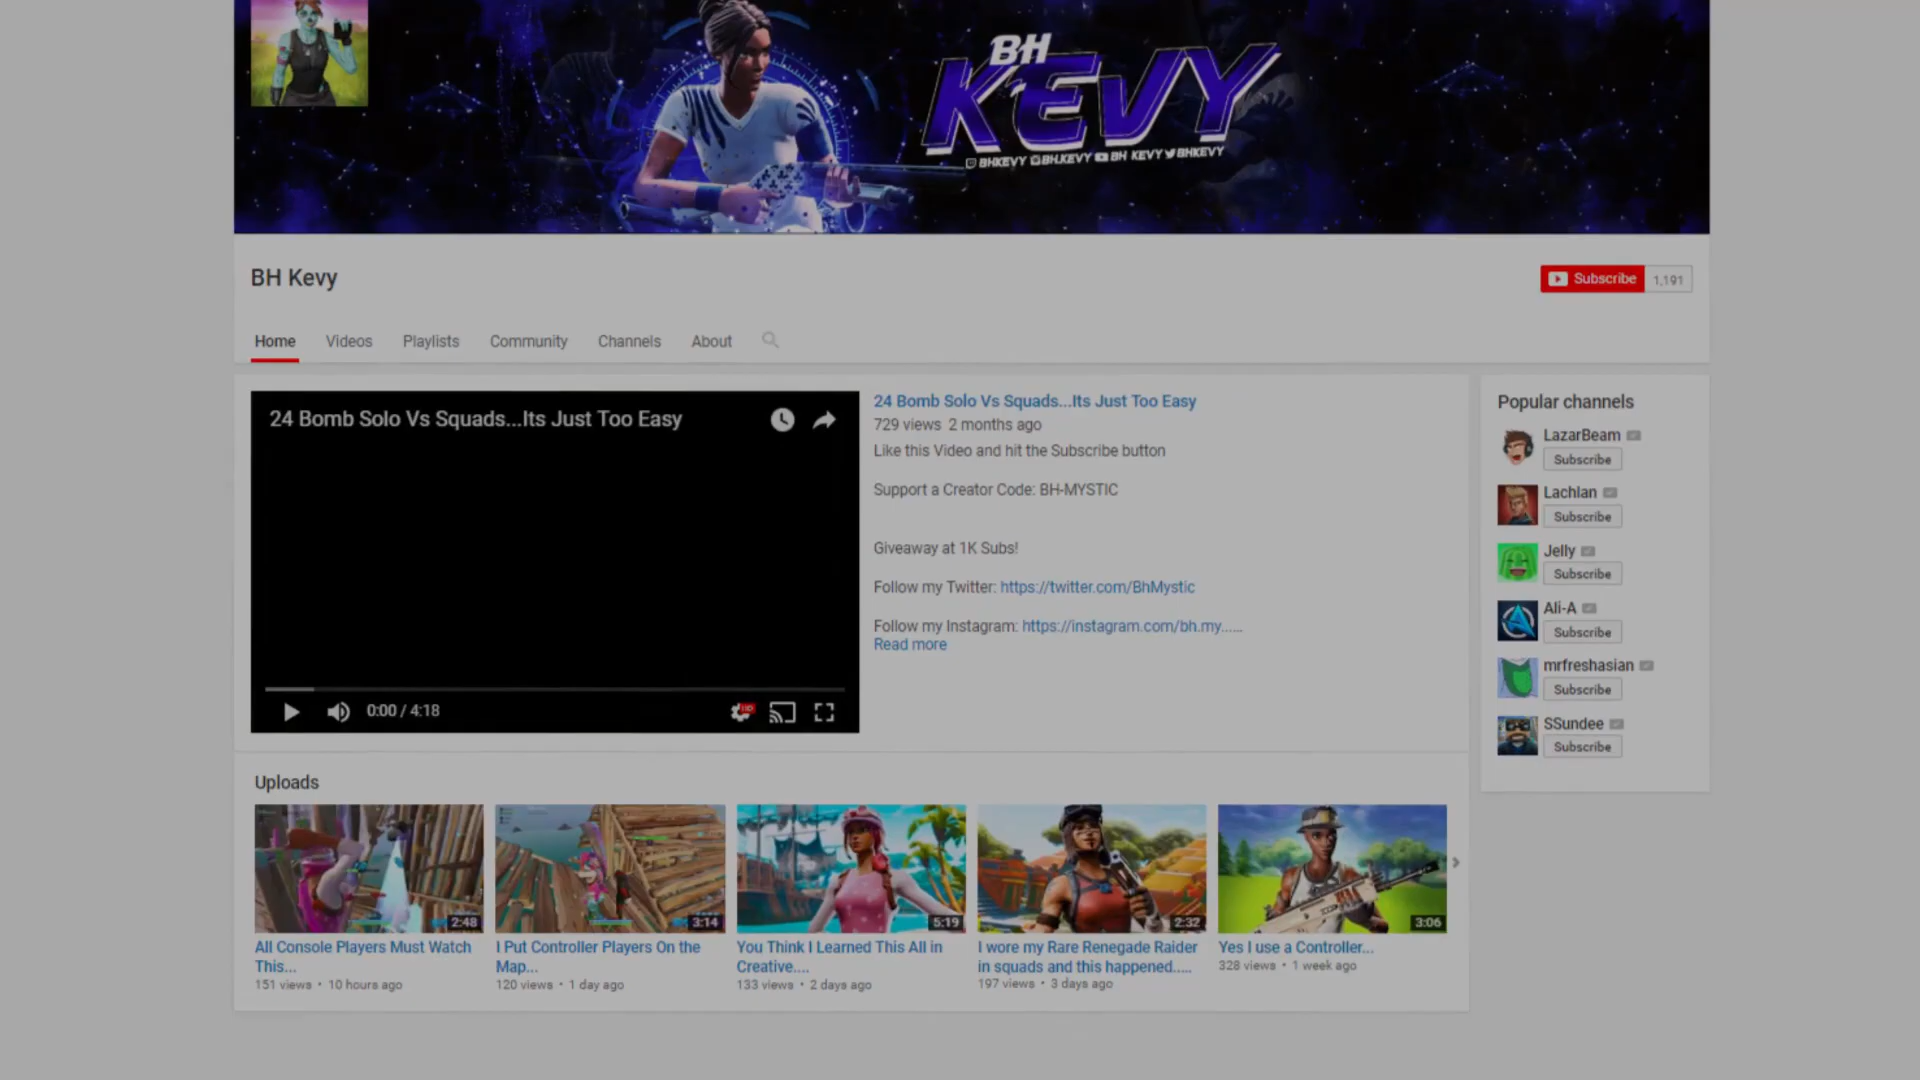 BH
KEVY
BHKEVY BH.KEVY BH KEVY BHKEVY
BH Kevy
Subscribe 1,191
Home Videos Playlists Community Channels About
24 Bomb Solo Vs Squads...Its Just Too Easy
0:00 / 4:18
HD
24 Bomb Solo Vs Squads...Its Just Too Easy
729 views 2 months ago
Like this Video and hit the Subscribe button
Support a Creator Code: BH-MYSTIC
Giveaway at 1K Subs!
Follow my Twitter: https://twitter.com/BhMystic
Follow my Instagram: https://instagram.com/bh.my......
Read more
Popular channels
LazarBeam
Subscribe
Lachlan
Subscribe
Jelly
Subscribe
Ali-A
Subscribe
mrfreshasian
Subscribe
SSundee
Subscribe
Uploads
2:48
All Console Players Must Watch
This...
151 views • 10 hours ago
3:14
I Put Controller Players On the
Map...
120 views • 1 day ago
5:19
You Think I Learned This All in
Creative....
133 views • 2 days ago
2:32
I wore my Rare Renegade Raider
in squads and this happened.....
197 views • 3 days ago
3:06
Yes I use a Controller...
328 views • 1 week ago